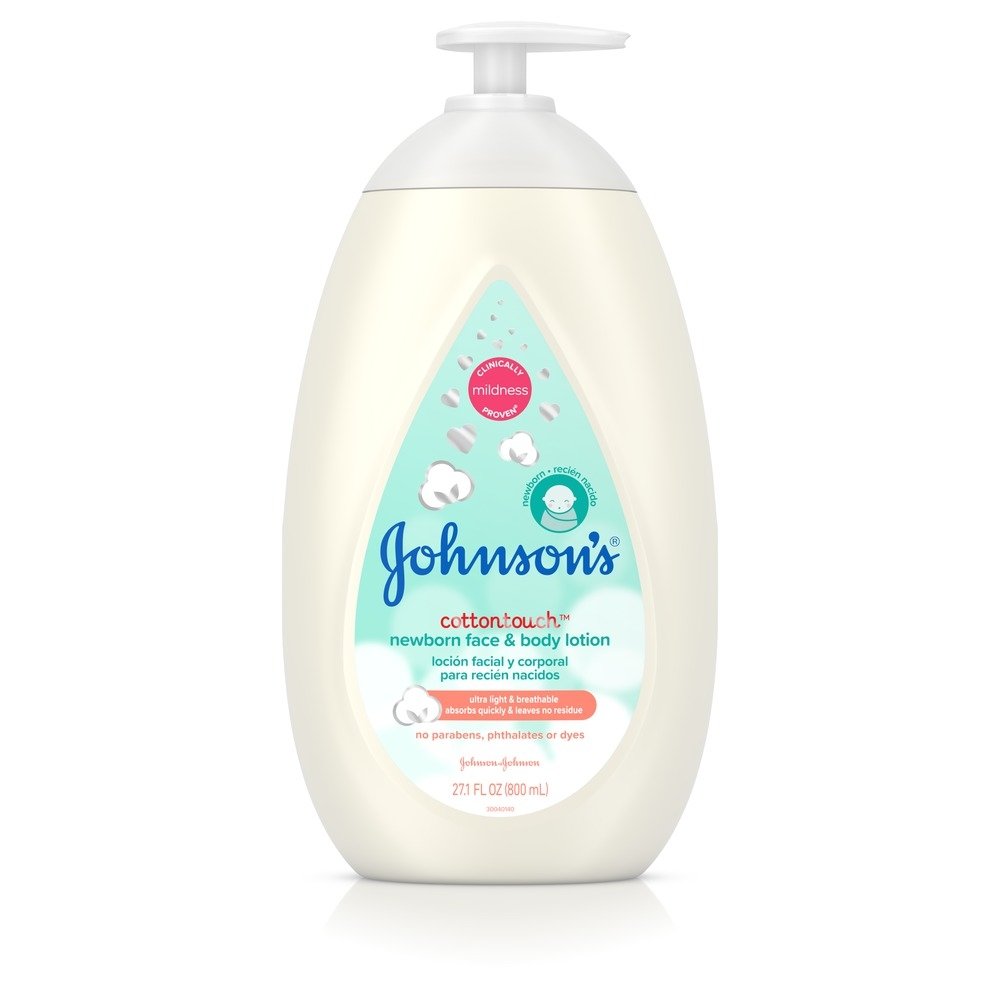 CLINICALLY
mildness
PROVEN®
newborn • recién nacido
Johnson's®
cottontouch™
newborn face & body lotion
loción facial y corporal
para recién nacidos
ultra light & breathable
absorbs quickly & leaves no residue
no parabens, phthalates or dyes
Johnson & Johnson
27.1 FL OZ (800 mL)
30040190